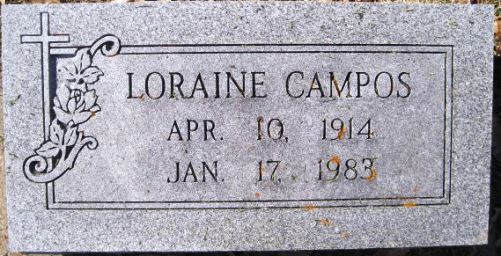 LORAINE CAMPOS
APR. 10, 1914
JAN. 17, 1983